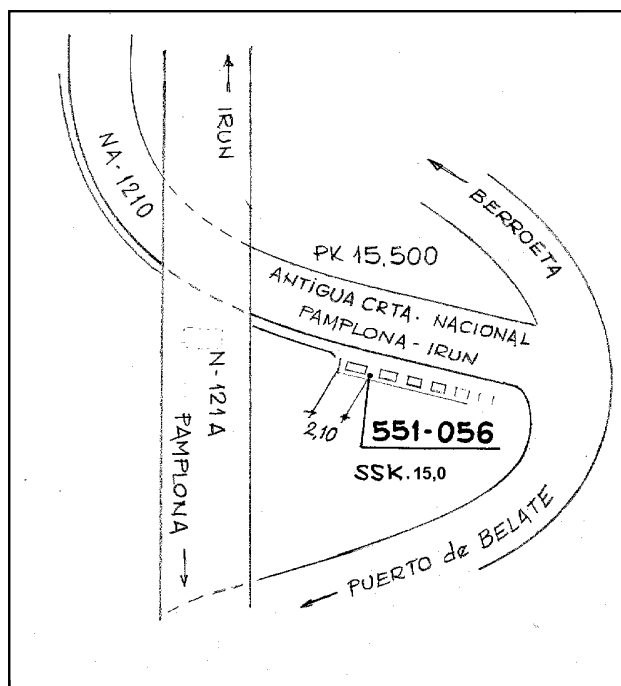 IRUN
NA-1210
BERROETA
PK 15,500
ANTIGUA CRTA. NACIONAL
PAMPLONA-IRUN
N-121A
2,10
551-056
SSK.15,0
PAMPLONA
PUERTO de BELATE